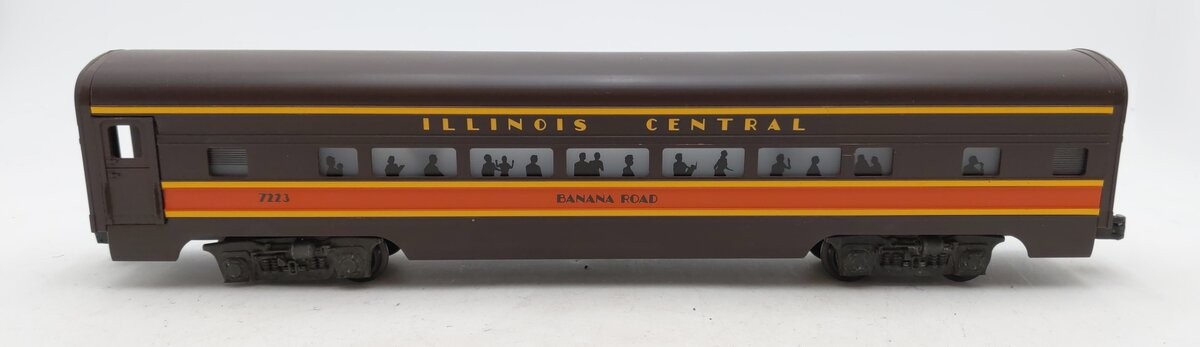 ILLINOIS CENTRAL
7223 BANANA ROAD